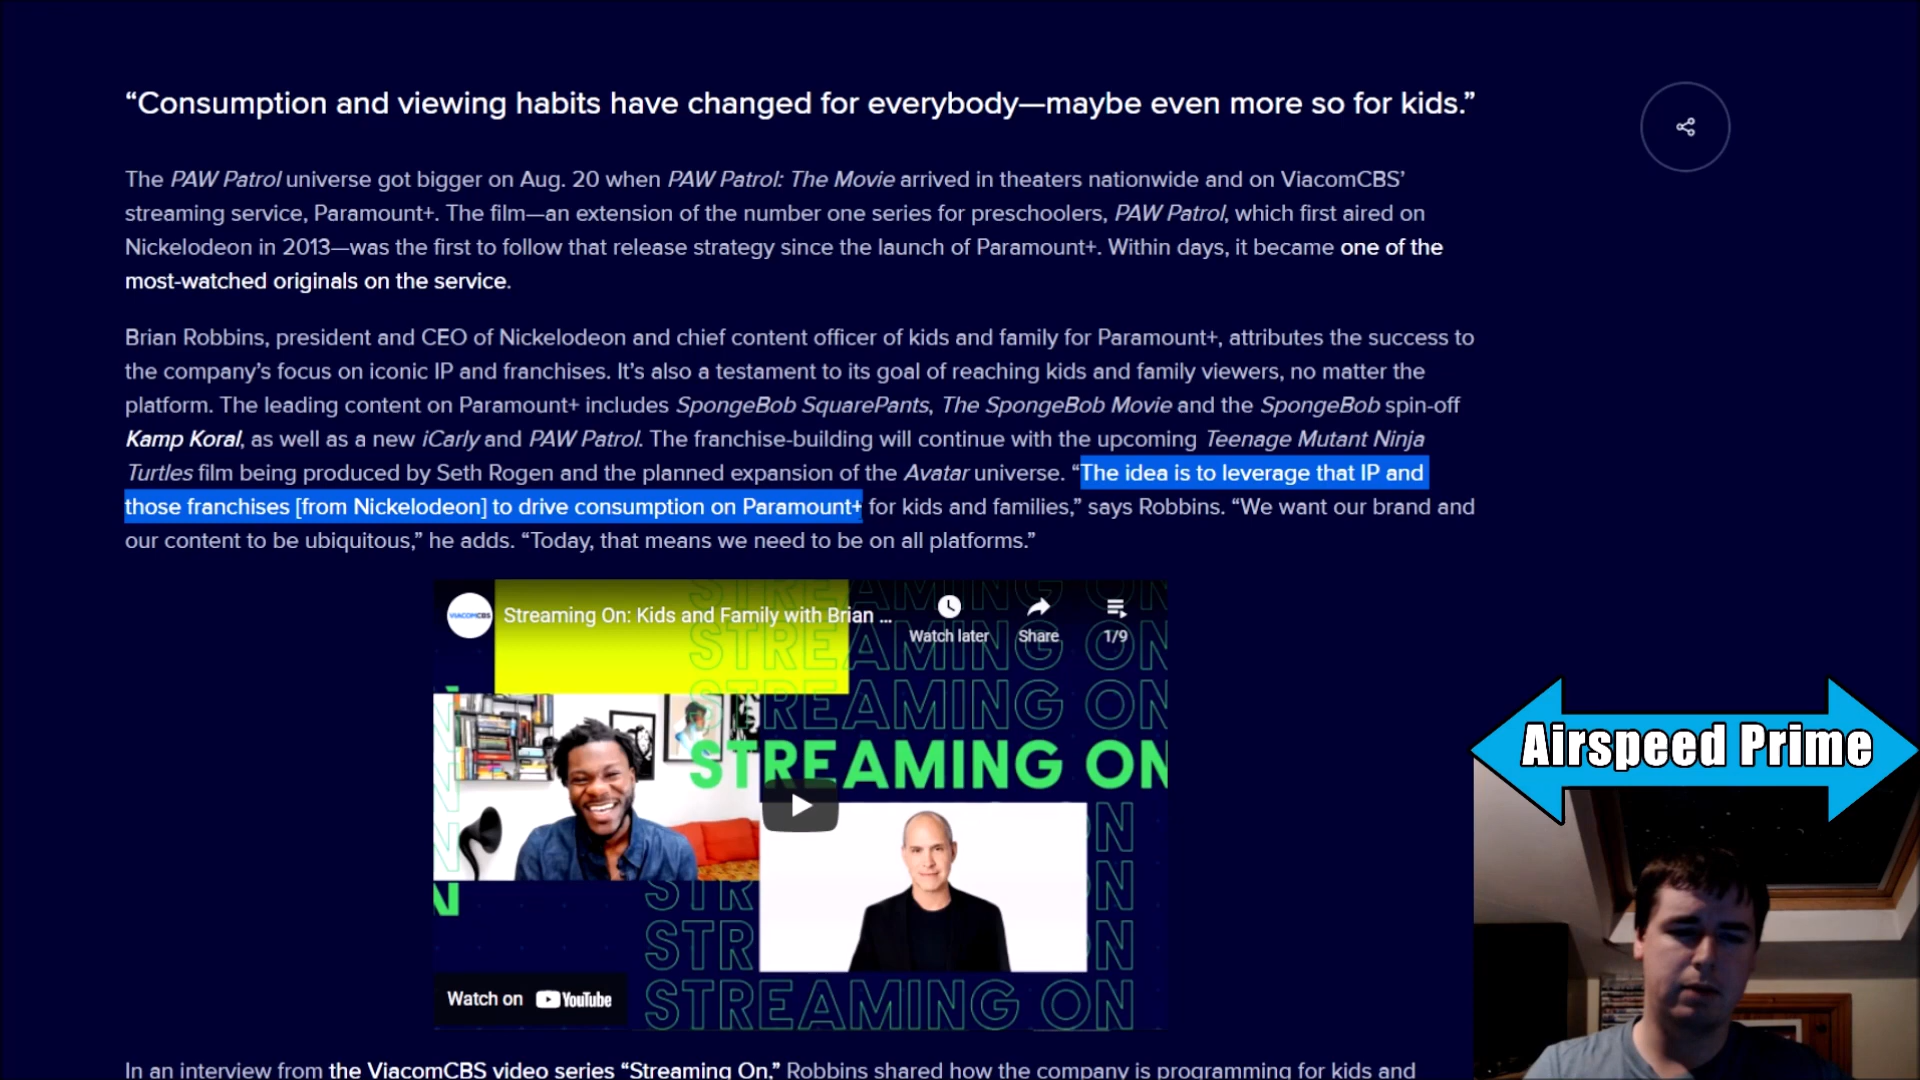 “Consumption and viewing habits have changed for everybody—maybe even more so for kids.”
The PAW Patrol universe got bigger on Aug. 20 when PAW Patrol: The Movie arrived in theaters nationwide and on ViacomCBS’
streaming service, Paramount+. The film—an extension of the number one series for preschoolers, PAW Patrol, which first aired on
Nickelodeon in 2013—was the first to follow that release strategy since the launch of Paramount+. Within days, it became one of the
most-watched originals on the service.
Brian Robbins, president and CEO of Nickelodeon and chief content officer of kids and family for Paramount+, attributes the success to
the company’s focus on iconic IP and franchises. It’s also a testament to its goal of reaching kids and family viewers, no matter the
platform. The leading content on Paramount+ includes SpongeBob SquarePants, The SpongeBob Movie and the SpongeBob spin-off
Kamp Koral, as well as a new iCarly and PAW Patrol. The franchise-building will continue with the upcoming Teenage Mutant Ninja
Turtles film being produced by Seth Rogen and the planned expansion of the Avatar universe. “The idea is to leverage that IP and
those franchises [from Nickelodeon] to drive consumption on Paramount+ for kids and families,” says Robbins. “We want our brand and
our content to be ubiquitous,” he adds. “Today, that means we need to be on all platforms.”
VIACOMCBS
Streaming On: Kids and Family with Brian ...
Watch later
Share
1/9
STREAMING ON
STREAMING ON
STREAMING ON
STREAMING ON
N
STR
N
STR
N
STREAMING ON
Watch on YouTube
Airspeed Prime
In an interview from the ViacomCBS video series “Streaming On,” Robbins shared how the company is programming for kids and